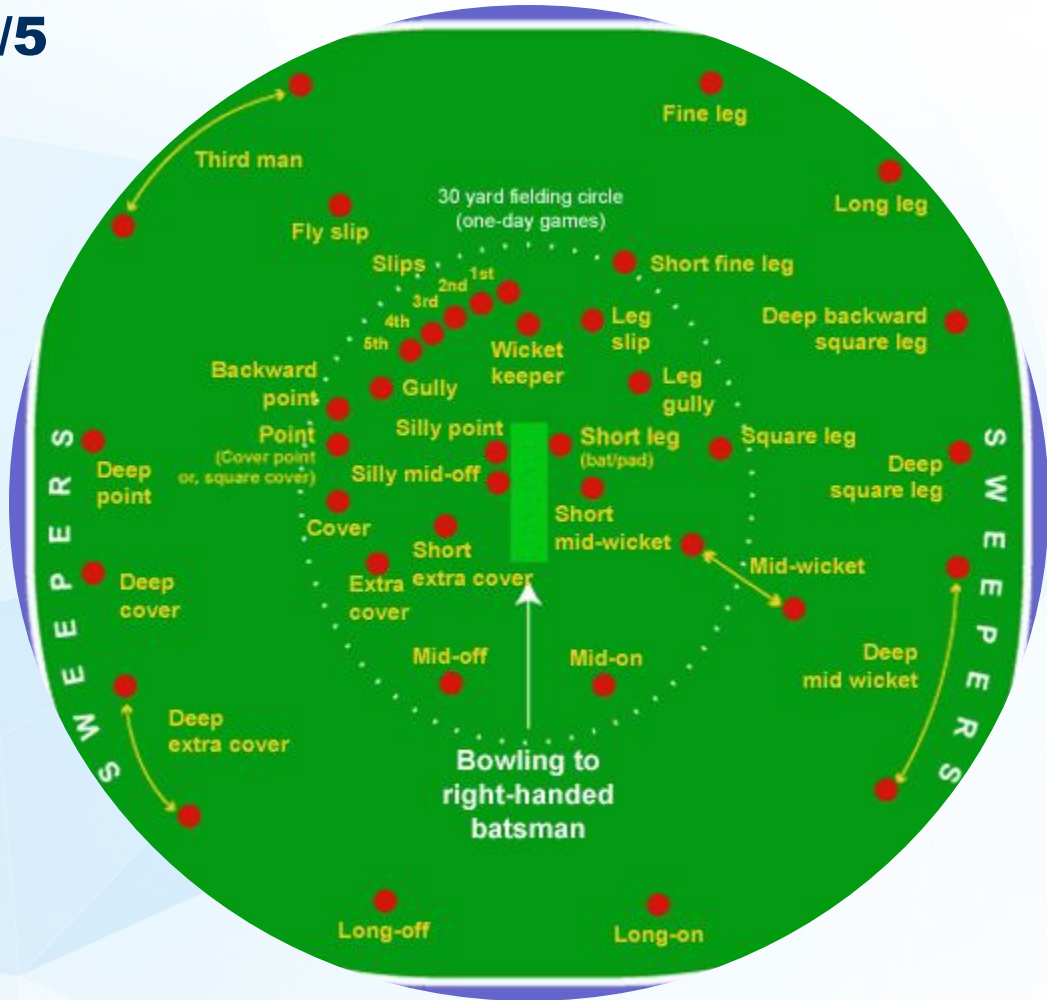 /5
Fine leg
Third man
Long leg
30 yard fielding circle
(one-day games)
Fly slip
Slips
1st
2nd
3rd
4th
5th
Short fine leg
Leg
slip
Deep backward
square leg
Wicket
keeper
Backward
point
Gully
Leg
gully
Silly point
Short leg
(bat/pad)
Square leg
Point
(Cover point
or, square cover)
Silly mid-off
Deep
point
Deep
square leg
Cover
Short
mid-wicket
Short
extra cover
Extra
cover
Mid-wicket
Deep
cover
Mid-off
Mid-on
Deep
mid wicket
Deep
extra cover
SWEEPERS
SWEEPERS
Bowling to
right-handed
batsman
Long-off
Long-on